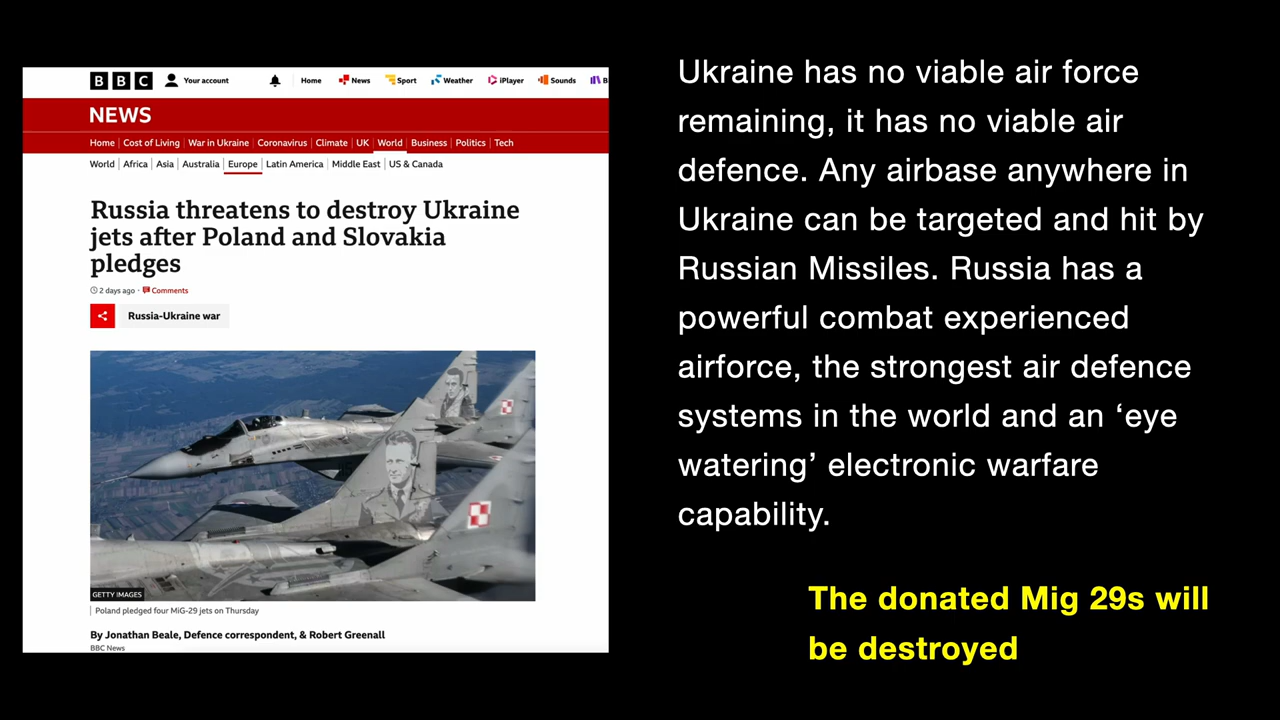 BBC Your account Home News Sport Weather iPlayer Sounds B
NEWS
Home Cost of Living War in Ukraine Coronavirus Climate UK World Business Politics Tech
World Africa Asia Australia Europe Latin America Middle East US & Canada
Russia threatens to destroy Ukraine
jets after Poland and Slovakia
pledges
2 days ago · Comments
Russia-Ukraine war
GETTY IMAGES
Poland pledged four MiG-29 jets on Thursday
By Jonathan Beale, Defence correspondent, & Robert Greenall
BBC News
Ukraine has no viable air force
remaining, it has no viable air
defence. Any airbase anywhere in
Ukraine can be targeted and hit by
Russian Missiles. Russia has a
powerful combat experienced
airforce, the strongest air defence
systems in the world and an ‘eye
watering’ electronic warfare
capability.
The donated Mig 29s will
be destroyed